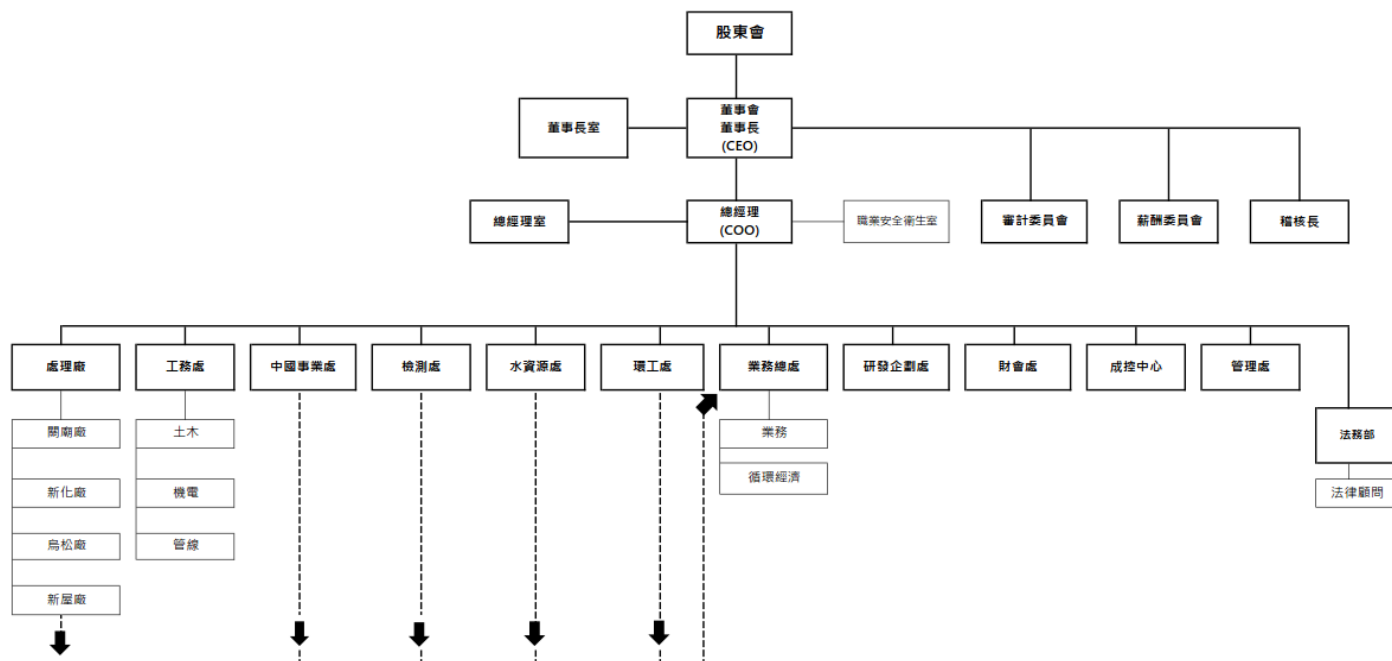 股東會
董事長室
董事會
董事長
(CEO)
總經理室
總經理
(COO)
職業安全衛生室
審計委員會
薪酬委員會
稽核長
處理廠
工務處
中國事業處
檢測處
水資源處
環工處
業務總處
研發企劃處
財會處
成控中心
管理處
法務部
關廟廠
土木
業務
新化廠
機電
循環經濟
法律顧問
烏松廠
管線
新屋廠